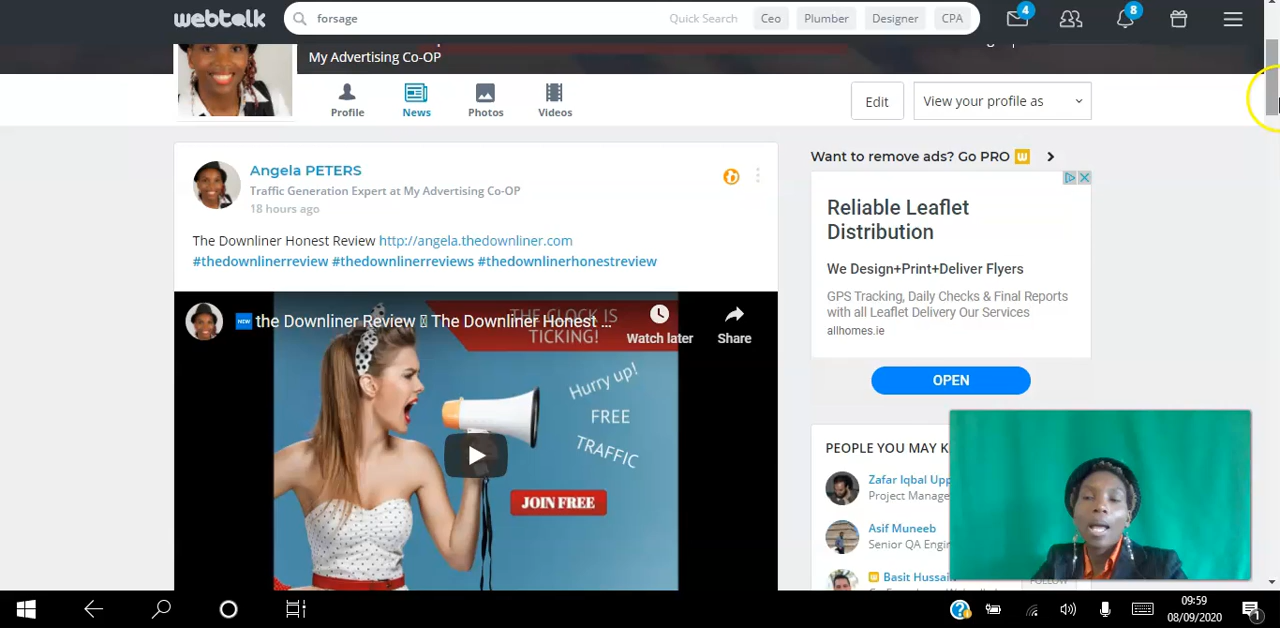 webtalk
forsage
Quick Search
Ceo
Plumber
Designer
CPA
4
8
My Advertising Co-OP
Profile
News
Photos
Videos
Edit
View your profile as
Angela PETERS
Traffic Generation Expert at My Advertising Co-OP
18 hours ago
The Downliner Honest Review http://angela.thedownliner.com
#thedownlinerreview #thedownlinerreviews #thedownlinerhonestreview
NEW the Downliner Review The Downliner Honest ...
Watch later
Share
THE CLOCK IS
TICKING!
Hurry up!
FREE
TRAFFIC
JOIN FREE
Want to remove ads? Go PRO W
Reliable Leaflet
Distribution
We Design+Print+Deliver Flyers
GPS Tracking, Daily Checks & Final Reports
with all Leaflet Delivery Our Services
allhomes.ie
OPEN
PEOPLE YOU MAY K
Zafar Iqbal Upp
Project Manage
Asif Muneeb
Senior QA Engin
Basit Hussain
FOLLOW
09:59
08/09/2020
1